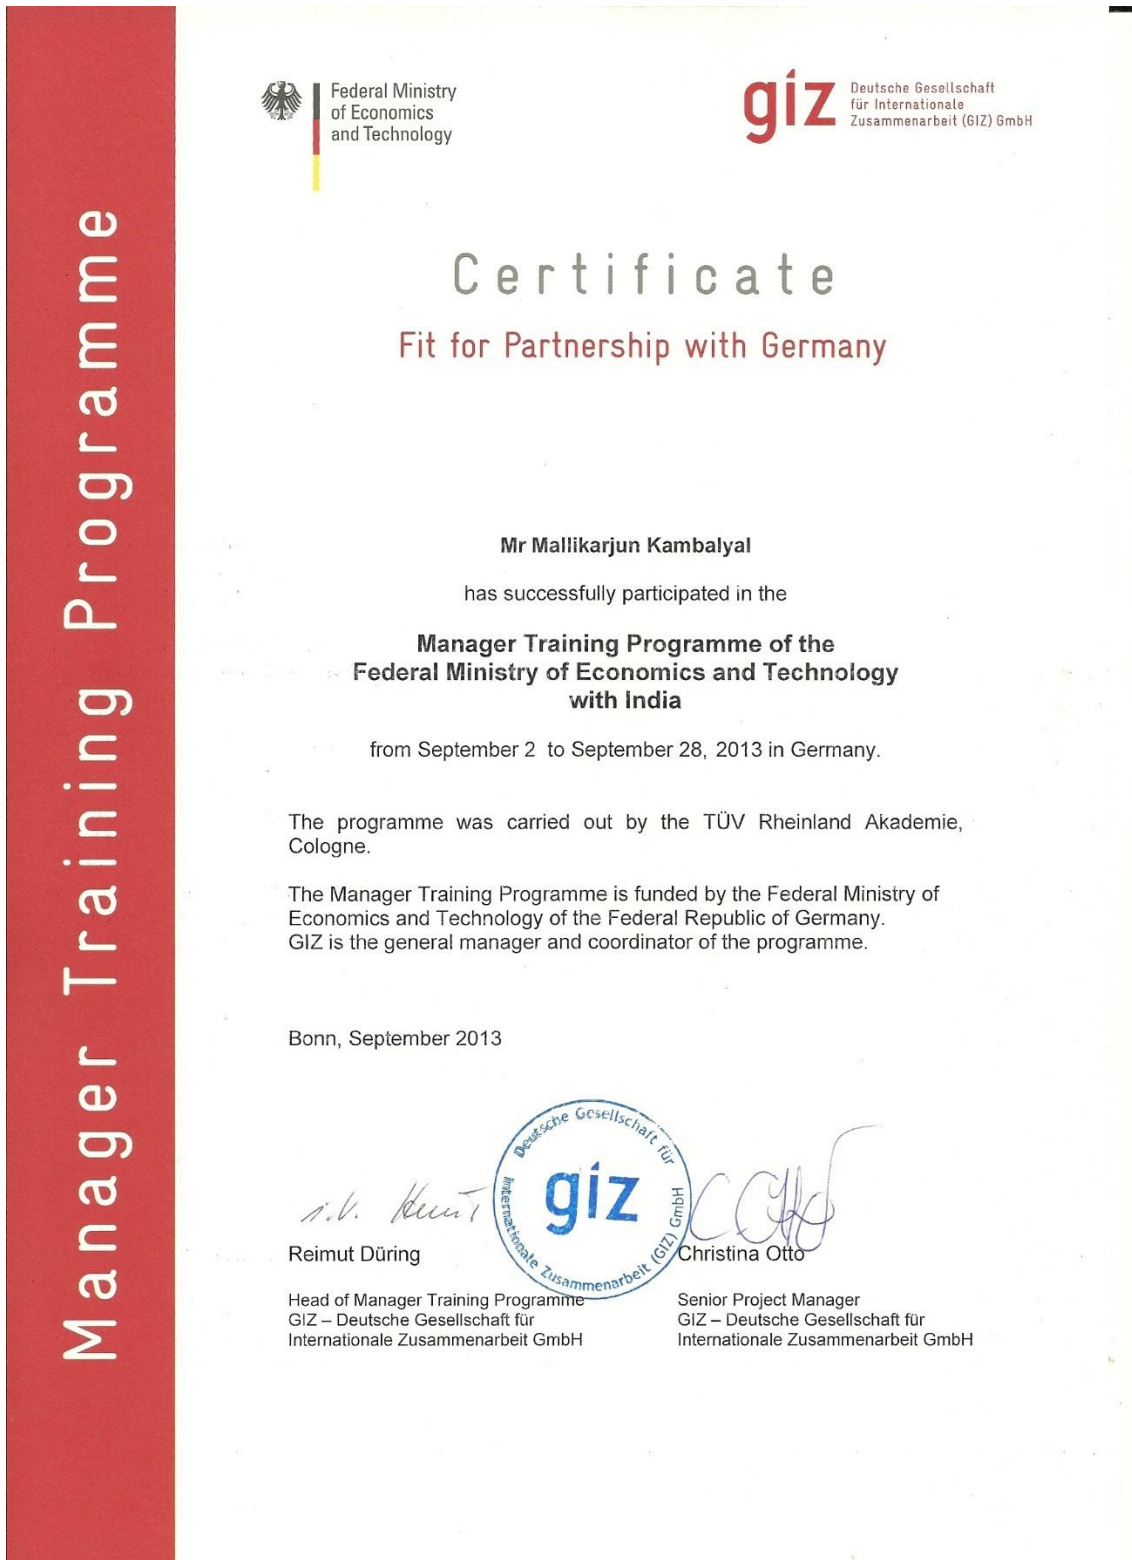 Manager Training Programme
Federal Ministry
of Economics
and Technology
giz
Deutsche Gesellschaft
für Internationale
Zusammenarbeit (GIZ) GmbH
Certificate
Fit for Partnership with Germany
Mr Mallikarjun Kambalyal
has successfully participated in the
Manager Training Programme of the
Federal Ministry of Economics and Technology
with India
from September 2 to September 28, 2013 in Germany.
The programme was carried out by the TÜV Rheinland Akademie,
Cologne.
The Manager Training Programme is funded by the Federal Ministry of
Economics and Technology of the Federal Republic of Germany.
GIZ is the general manager and coordinator of the programme.
Bonn, September 2013
Deutsche Gesellschaft für
Internationale Zusammenarbeit (GIZ) GmbH
giz
i.V.
Reimut Düring
Christina Otto
Head of Manager Training Programme
GIZ – Deutsche Gesellschaft für
Internationale Zusammenarbeit GmbH
Senior Project Manager
GIZ – Deutsche Gesellschaft für
Internationale Zusammenarbeit GmbH